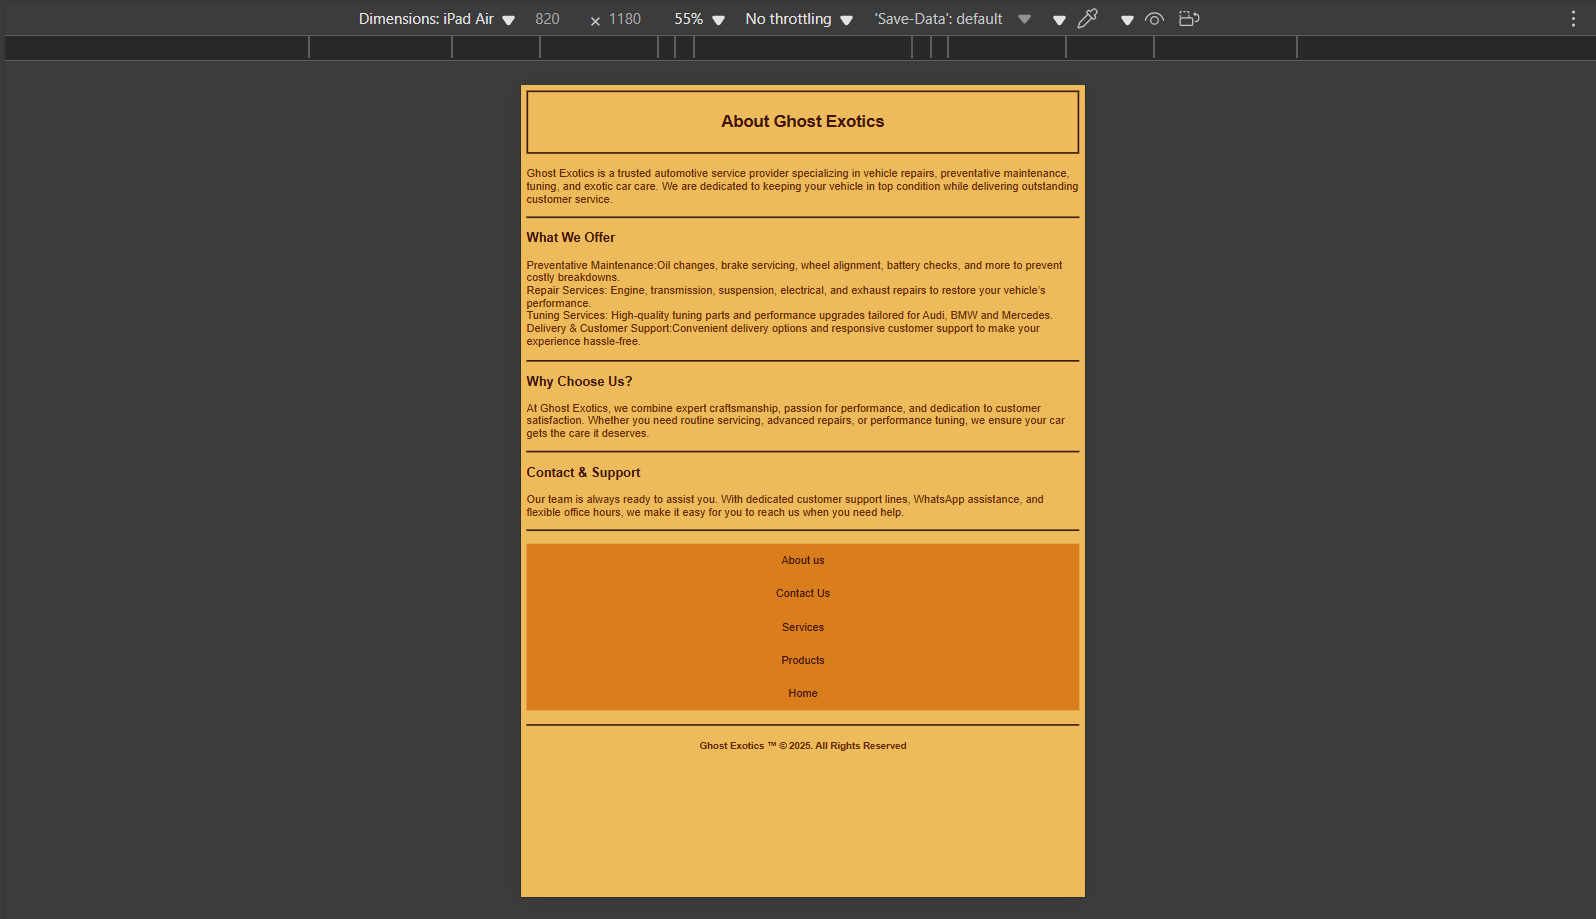 Dimensions: iPad Air 820 × 1180 55% No throttling 'Save-Data': default
About Ghost Exotics
Ghost Exotics is a trusted automotive service provider specializing in vehicle repairs, preventative maintenance,
tuning, and exotic car care. We are dedicated to keeping your vehicle in top condition while delivering outstanding
customer service.
What We Offer
Preventative Maintenance:Oil changes, brake servicing, wheel alignment, battery checks, and more to prevent
costly breakdowns.
Repair Services: Engine, transmission, suspension, electrical, and exhaust repairs to restore your vehicle’s
performance.
Tuning Services: High-quality tuning parts and performance upgrades tailored for Audi, BMW and Mercedes.
Delivery & Customer Support:Convenient delivery options and responsive customer support to make your
experience hassle-free.
Why Choose Us?
At Ghost Exotics, we combine expert craftsmanship, passion for performance, and dedication to customer
satisfaction. Whether you need routine servicing, advanced repairs, or performance tuning, we ensure your car
gets the care it deserves.
Contact & Support
Our team is always ready to assist you. With dedicated customer support lines, WhatsApp assistance, and
flexible office hours, we make it easy for you to reach us when you need help.
About us
Contact Us
Services
Products
Home
Ghost Exotics ™ © 2025. All Rights Reserved